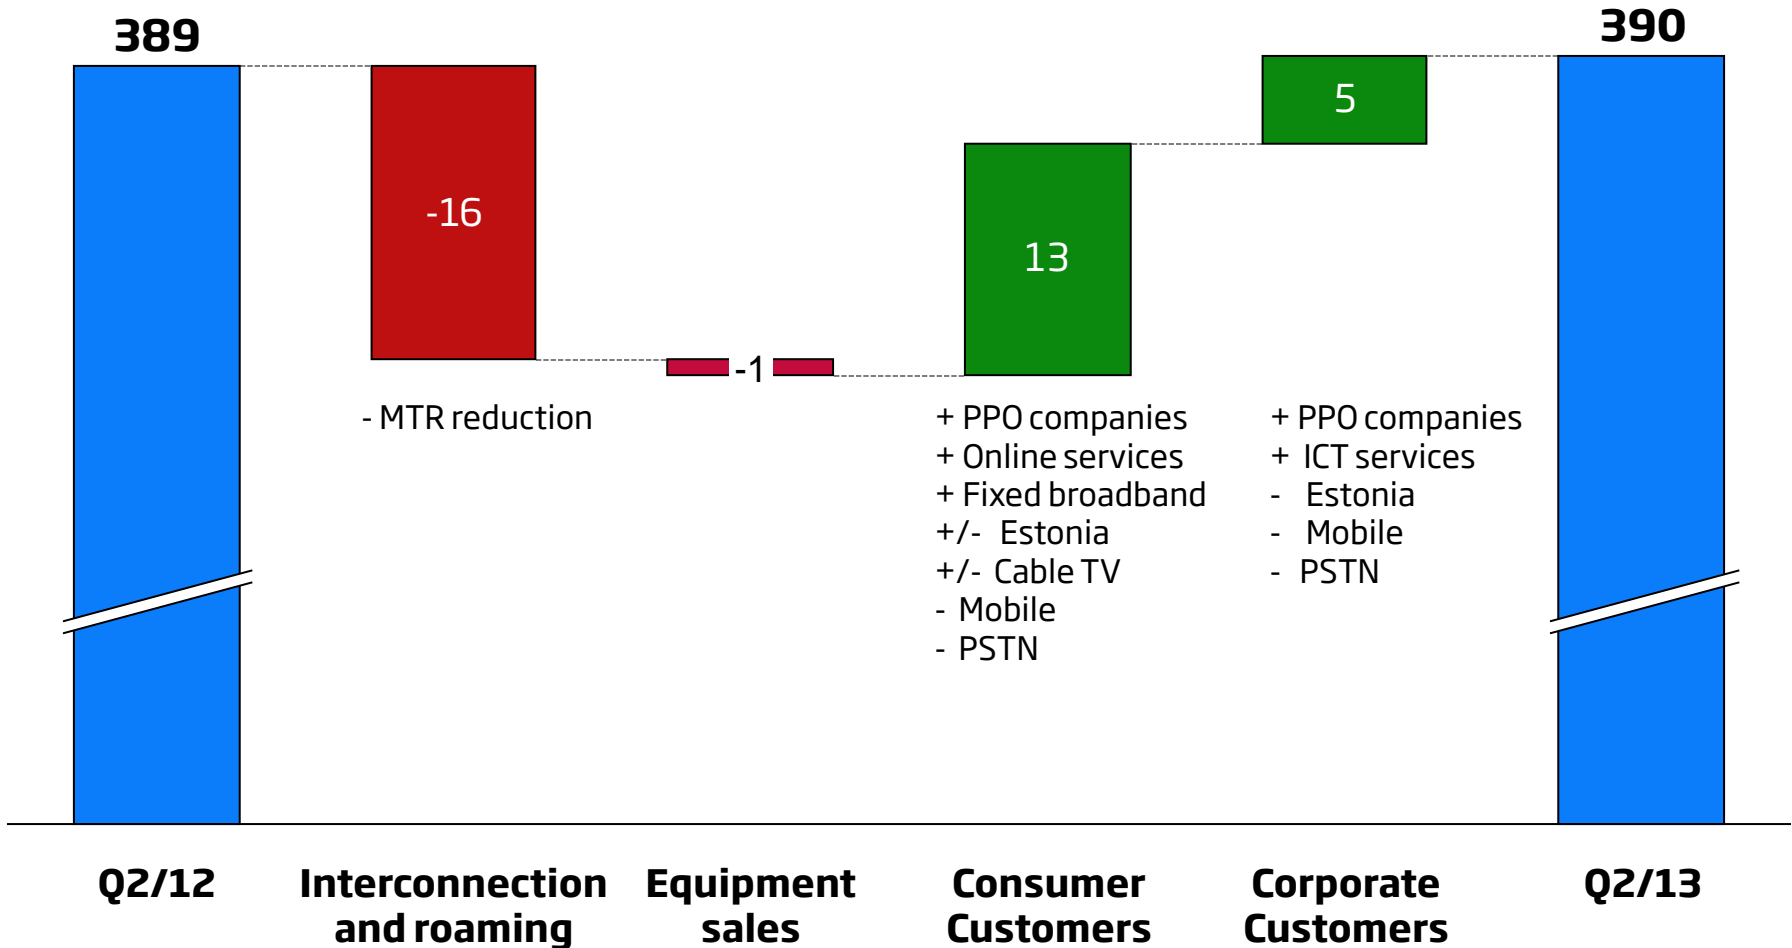 389
390
5
-16
13
-1
- MTR reduction
+ PPO companies
+ Online services
+ Fixed broadband
+/- Estonia
+/- Cable TV
- Mobile
- PSTN
+ PPO companies
+ ICT services
- Estonia
- Mobile
- PSTN
Q2/12
Interconnection
and roaming
Equipment
sales
Consumer
Customers
Corporate
Customers
Q2/13